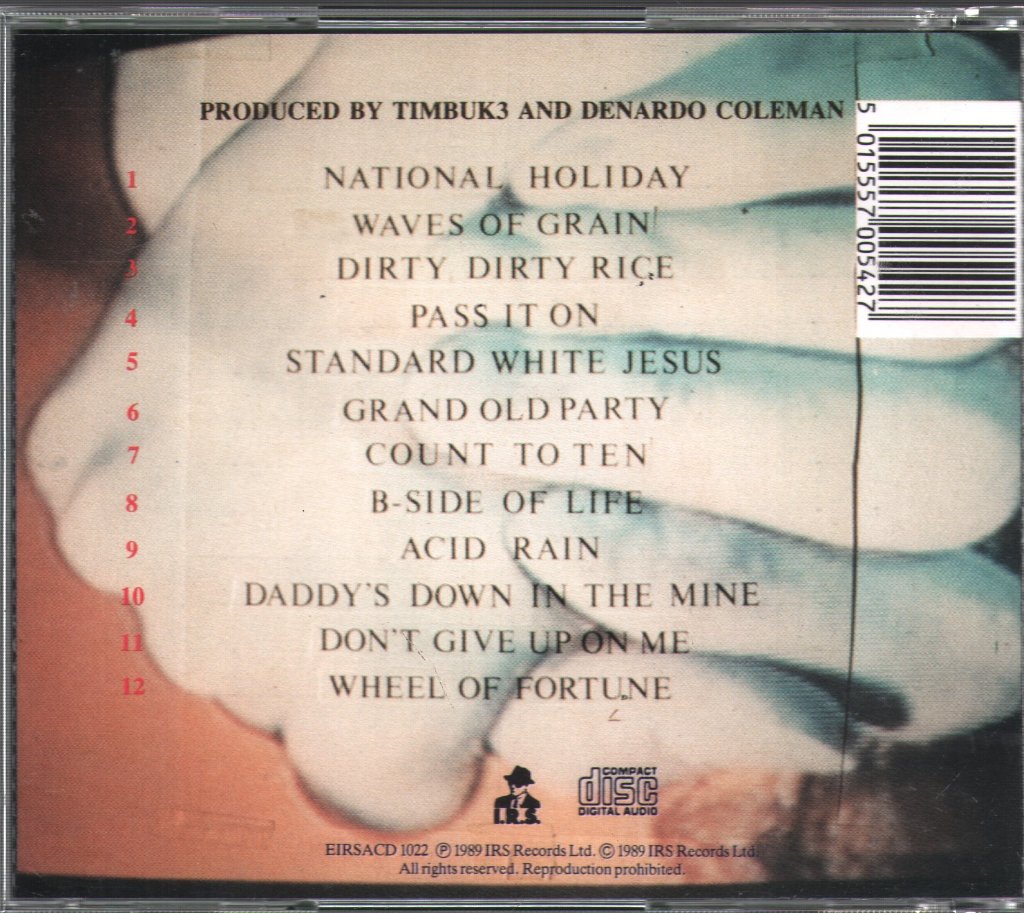 PRODUCED BY TIMBUK3 AND DENARDO COLEMAN
1 NATIONAL HOLIDAY
2 WAVES OF GRAIN
3 DIRTY DIRTY RICE
4 PASS IT ON
5 STANDARD WHITE JESUS
6 GRAND OLD PARTY
7 COUNT TO TEN
8 B-SIDE OF LIFE
9 ACID RAIN
10 DADDY'S DOWN IN THE MINE
11 DON'T GIVE UP ON ME
12 WHEEL OF FORTUNE
5 015557 005427
I.R.S.
COMPACT
disc
DIGITAL AUDIO
EIRSACD 1022 Ⓟ 1989 IRS Records Ltd. © 1989 IRS Records Ltd.
All rights reserved. Reproduction prohibited.